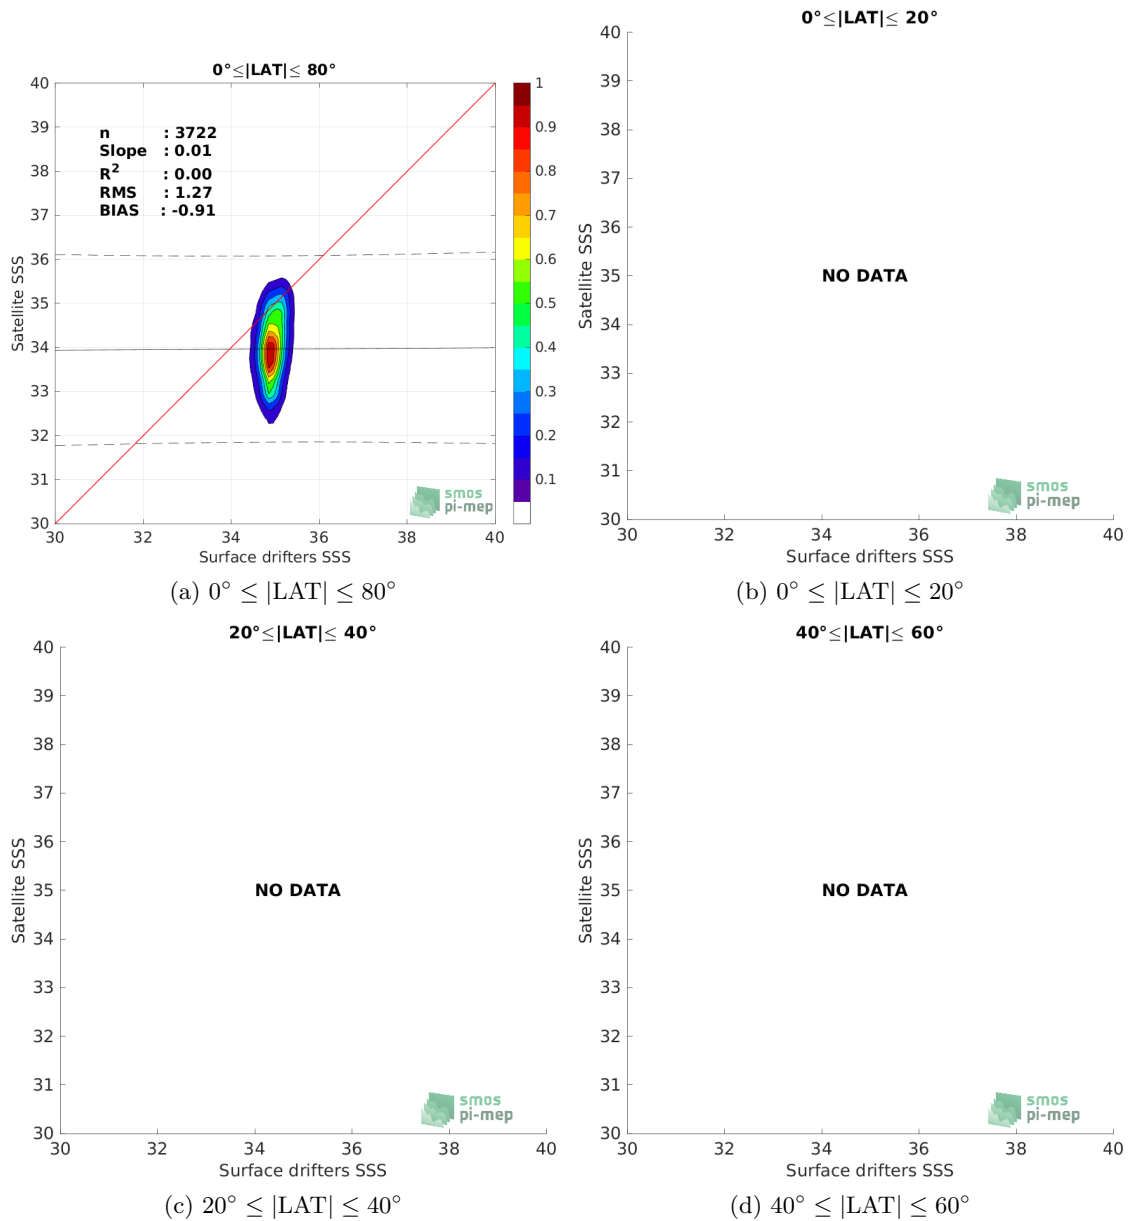 0°≤|LAT|≤ 80°
40
39
38
37
36
35
34
33
32
31
30
Satellite SSS
n : 3722
Slope : 0.01
R² : 0.00
RMS : 1.27
BIAS : -0.91
smos
pi-mep
30 32 34 36 38 40
Surface drifters SSS
1
0.9
0.8
0.7
0.6
0.5
0.4
0.3
0.2
0.1
(a) 0° ≤ |LAT| ≤ 80°
0°≤|LAT|≤ 20°
40
39
38
37
36
35
34
33
32
31
30
Satellite SSS
NO DATA
smos
pi-mep
30 32 34 36 38 40
Surface drifters SSS
(b) 0° ≤ |LAT| ≤ 20°
20°≤|LAT|≤ 40°
40
39
38
37
36
35
34
33
32
31
30
Satellite SSS
NO DATA
smos
pi-mep
30 32 34 36 38 40
Surface drifters SSS
(c) 20° ≤ |LAT| ≤ 40°
40°≤|LAT|≤ 60°
40
39
38
37
36
35
34
33
32
31
30
Satellite SSS
NO DATA
smos
pi-mep
30 32 34 36 38 40
Surface drifters SSS
(d) 40° ≤ |LAT| ≤ 60°